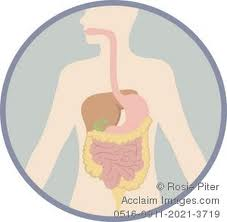 © Rosie Piter
Acclaim Images.com
0516-0911-2021-3719